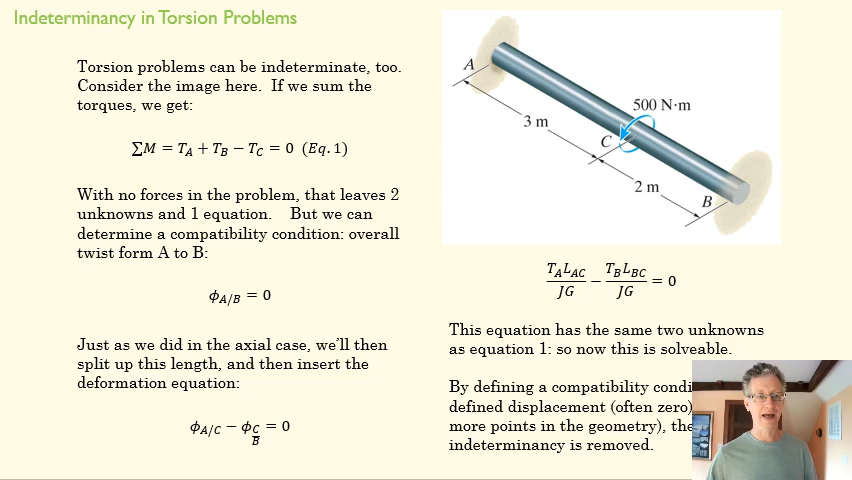 Indeterminancy in Torsion Problems
Torsion problems can be indeterminate, too.
Consider the image here. If we sum the
torques, we get:
∑M = T_A + T_B − T_C = 0 (Eq. 1)
With no forces in the problem, that leaves 2
unknowns and 1 equation. But we can
determine a compatibility condition: overall
twist form A to B:
ϕ_A/B = 0
Just as we did in the axial case, we'll then
split up this length, and then insert the
deformation equation:
ϕ_A/C − ϕ_C/B = 0
A
3 m
500 N·m
C
2 m
B
T_A L_AC / JG − T_B L_BC / JG = 0
This equation has the same two unknowns
as equation 1: so now this is solveable.
By defining a compatibility condi
defined displacement (often zero)
more points in the geometry), the
indeterminancy is removed.